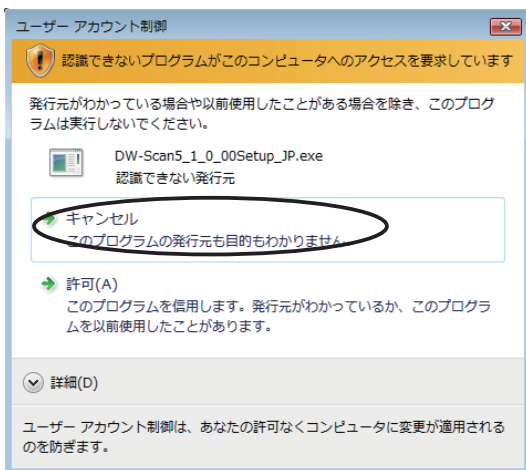 ユーザー アカウント制御
認識できないプログラムがこのコンピュータへのアクセスを要求しています
発行元がわかっている場合や以前使用したことがある場合を除き、このプログ
ラムは実行しないでください。
DW-Scan5_1_0_00Setup_JP.exe
認識できない発行元
キャンセル
このプログラムの発行元も目的もわかりません。
許可(A)
このプログラムを信用します。発行元がわかっているか、このプログラ
ムを以前使用したことがあります。
詳細(D)
ユーザー アカウント制御は、あなたの許可なくコンピュータに変更が適用される
のを防ぎます。